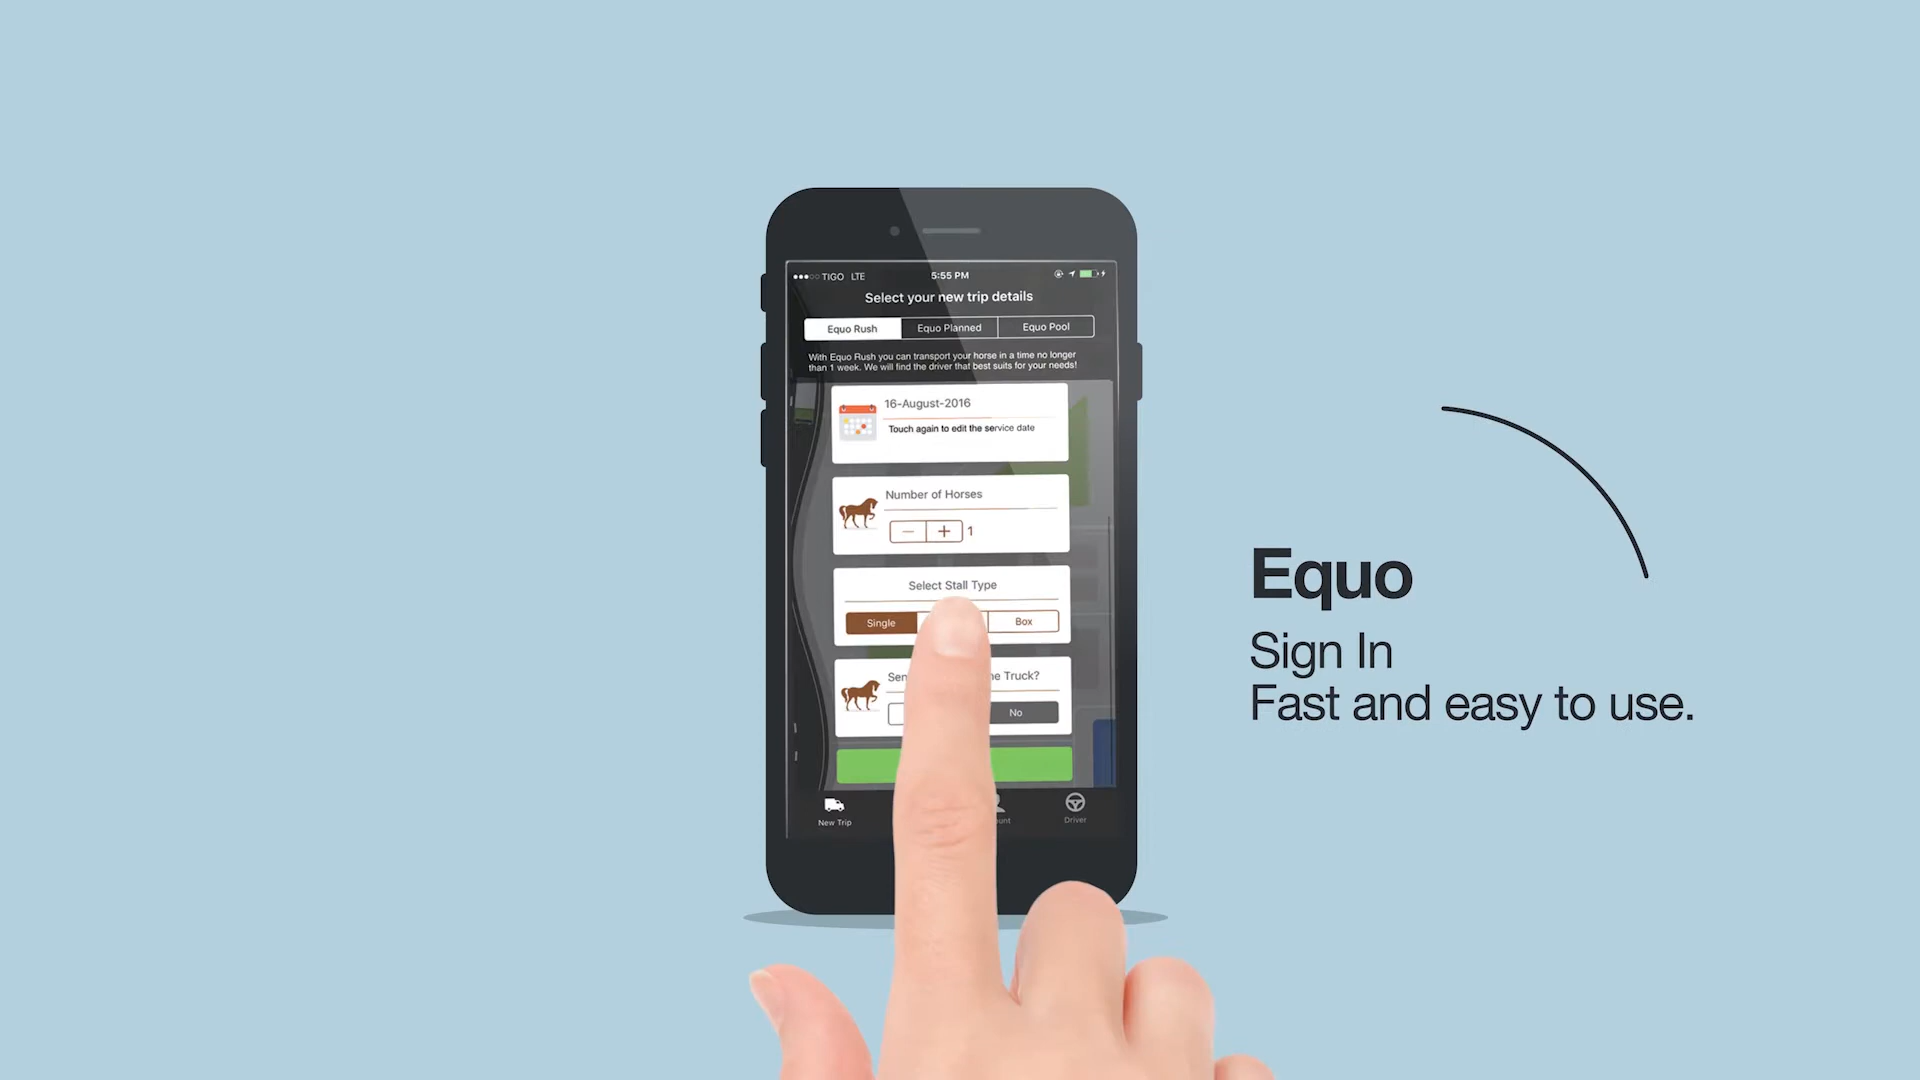 TIGO LTE 5:55 PM
Select your new trip details
Equo Rush Equo Planned Equo Pool
With Equo Rush you can transport your horse in a time no longer
than 1 week. We will find the driver that best suits for your needs!
16-August-2016
Touch again to edit the service date
Number of Horses
1
Select Stall Type
Single Box
Truck?
No
New Trip Driver
Equo
Sign In
Fast and easy to use.